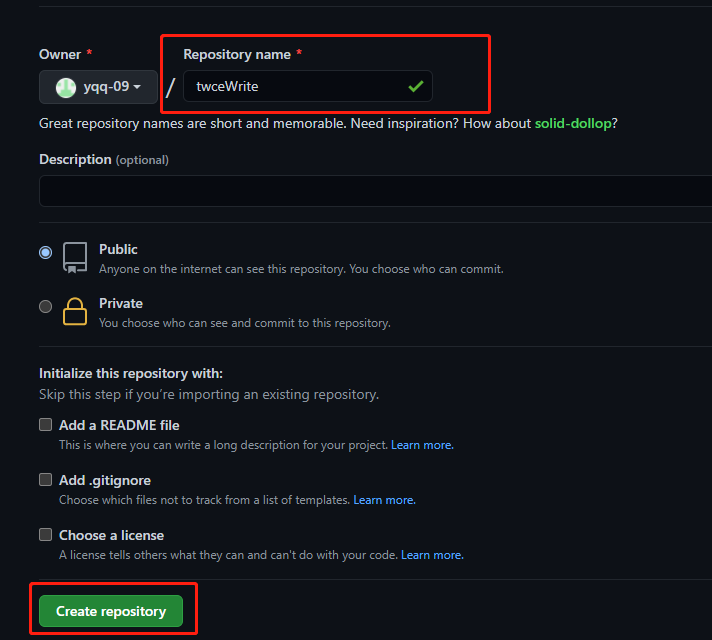 Owner * Repository name *
yqq-09 / twceWrite
Great repository names are short and memorable. Need inspiration? How about solid-dollop?
Description (optional)
Public
Anyone on the internet can see this repository. You choose who can commit.
Private
You choose who can see and commit to this repository.
Initialize this repository with:
Skip this step if you're importing an existing repository.
Add a README file
This is where you can write a long description for your project. Learn more.
Add .gitignore
Choose which files not to track from a list of templates. Learn more.
Choose a license
A license tells others what they can and can't do with your code. Learn more.
Create repository